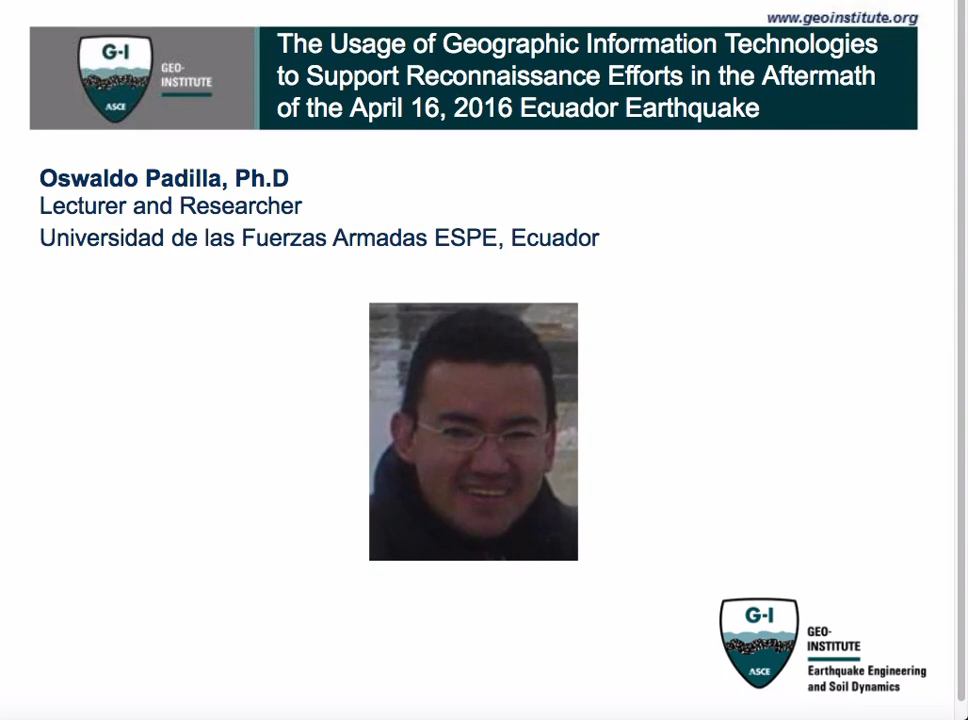 www.geoinstitute.org
G-I
GEO-
INSTITUTE
ASCE
The Usage of Geographic Information Technologies
to Support Reconnaissance Efforts in the Aftermath
of the April 16, 2016 Ecuador Earthquake
Oswaldo Padilla, Ph.D
Lecturer and Researcher
Universidad de las Fuerzas Armadas ESPE, Ecuador
G-I
GEO-
INSTITUTE
ASCE
Earthquake Engineering
and Soil Dynamics